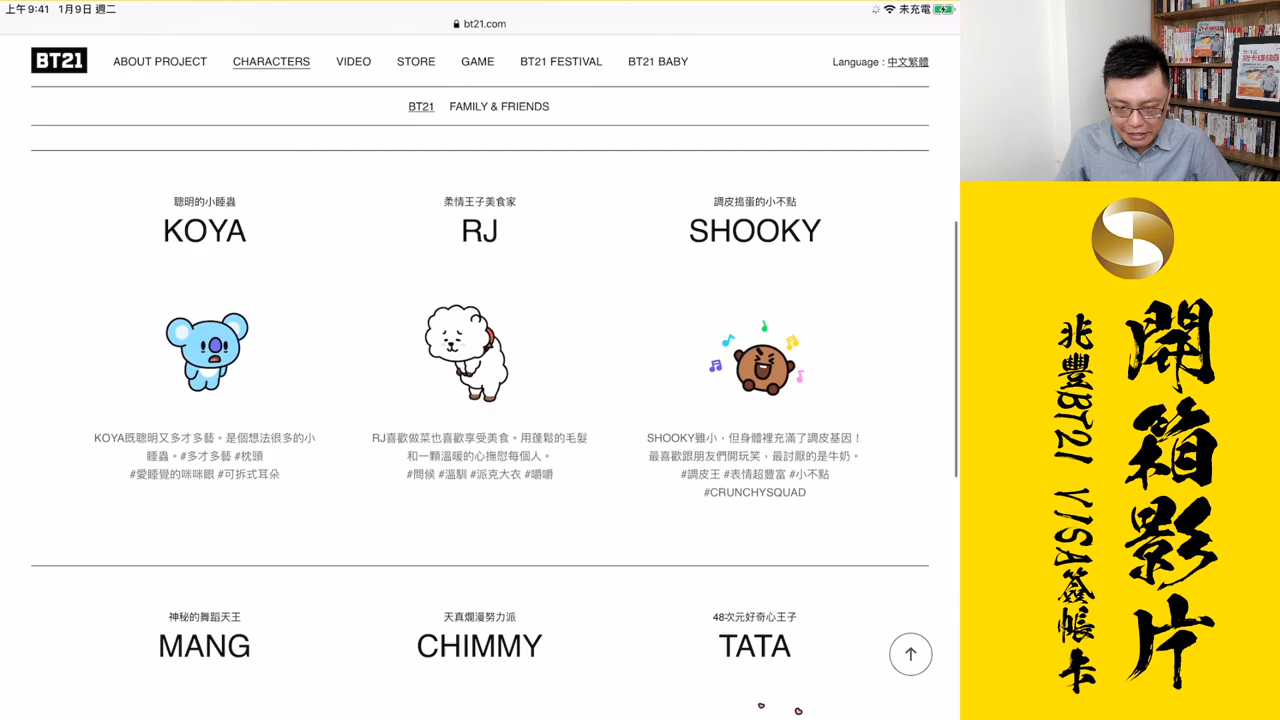 上午9:41 1月9日 週二
未充電
bt21.com
BT21
ABOUT PROJECT
CHARACTERS
VIDEO
STORE
GAME
BT21 FESTIVAL
BT21 BABY
Language : 中文繁體
BT21
FAMILY & FRIENDS
聰明的小睡蟲
KOYA
KOYA既聰明又多才多藝。是個想法很多的小
睡蟲。#多才多藝 #枕頭
#愛睡覺的咪咪眼 #可拆式耳朵
柔情王子美食家
RJ
RJ喜歡做菜也喜歡享受美食。用蓬鬆的毛髮
和一顆溫暖的心撫慰每個人。
#問候 #溫馴 #派克大衣 #嚼嚼
調皮搗蛋的小不點
SHOOKY
SHOOKY雖小，但身體裡充滿了調皮基因！
最喜歡跟朋友們開玩笑，最討厭的是牛奶。
#調皮王 #表情超豐富 #小不點
#CRUNCHYSQUAD
神秘的舞蹈天王
MANG
天真爛漫努力派
CHIMMY
48次元好奇心王子
TATA
開箱影片
兆豐BT21 VISA簽帳卡